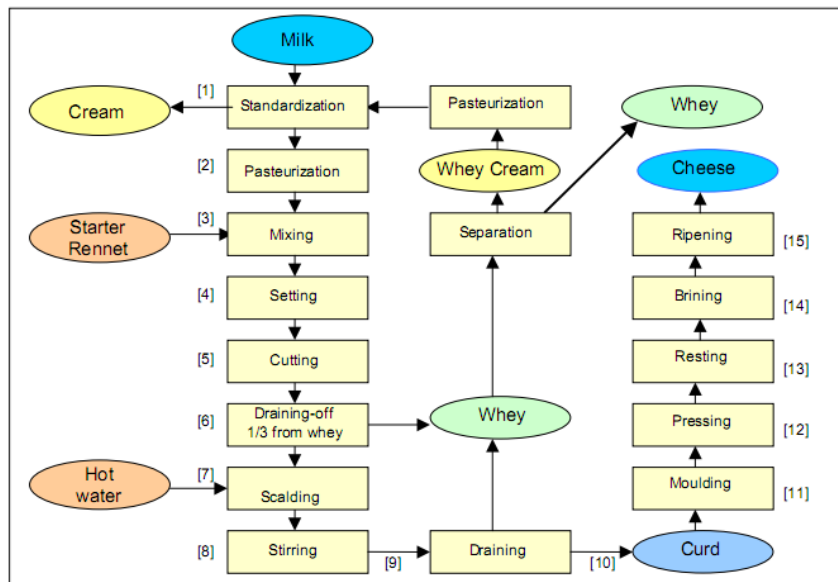 Milk
[1]
Cream
Standardization
Pasteurization
Whey
[2]
Pasteurization
Whey Cream
Cheese
[3]
Starter
Rennet
Mixing
Separation
Ripening
[15]
[4]
Setting
Brining
[14]
[5]
Cutting
Resting
[13]
[6]
Draining-off
1/3 from whey
Whey
Pressing
[12]
[7]
Hot
water
Scalding
Moulding
[11]
[8]
Stirring
[9]
Draining
[10]
Curd